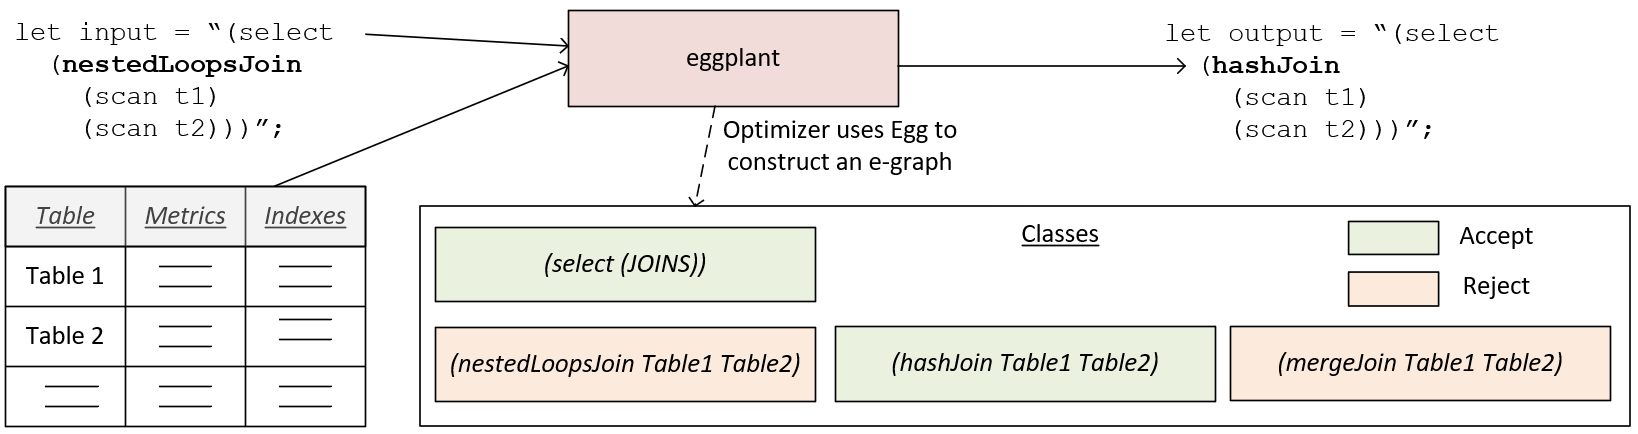 let input = “(select
(nestedLoopsJoin
(scan t1)
(scan t2)))”;
eggplant
let output = “(select
(hashJoin
(scan t1)
(scan t2)))”;
Optimizer uses Egg to
construct an e-graph
Table Metrics Indexes
Table 1
Table 2
Classes
Accept
Reject
(select (JOINS))
(nestedLoopsJoin Table1 Table2)
(hashJoin Table1 Table2)
(mergeJoin Table1 Table2)